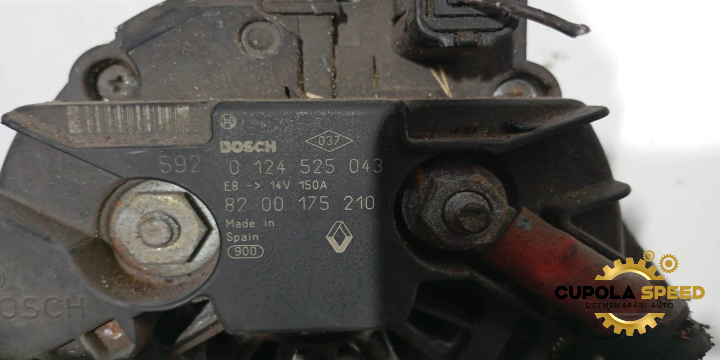 BOSCH
037
592 0 124 525 043
E8 -> 14V 150A
82 00 175 210
Made in
Spain
900
BOSCH
CUPOLA SPEED
DEZMEMBRĂRI AUTO